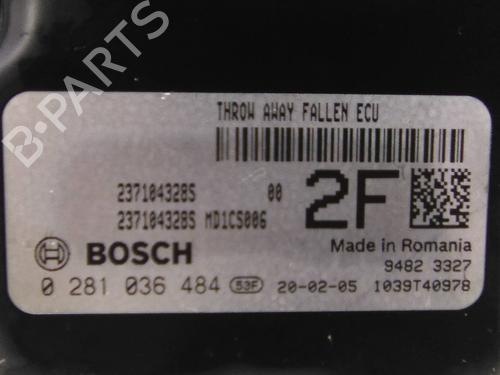 THROW AWAY FALLEN ECU
237104328S 00
237104328S MD1CS006
2F
BOSCH
Made in Romania
9482 3327
0 281 036 484 53F 20-02-05 1039T40978